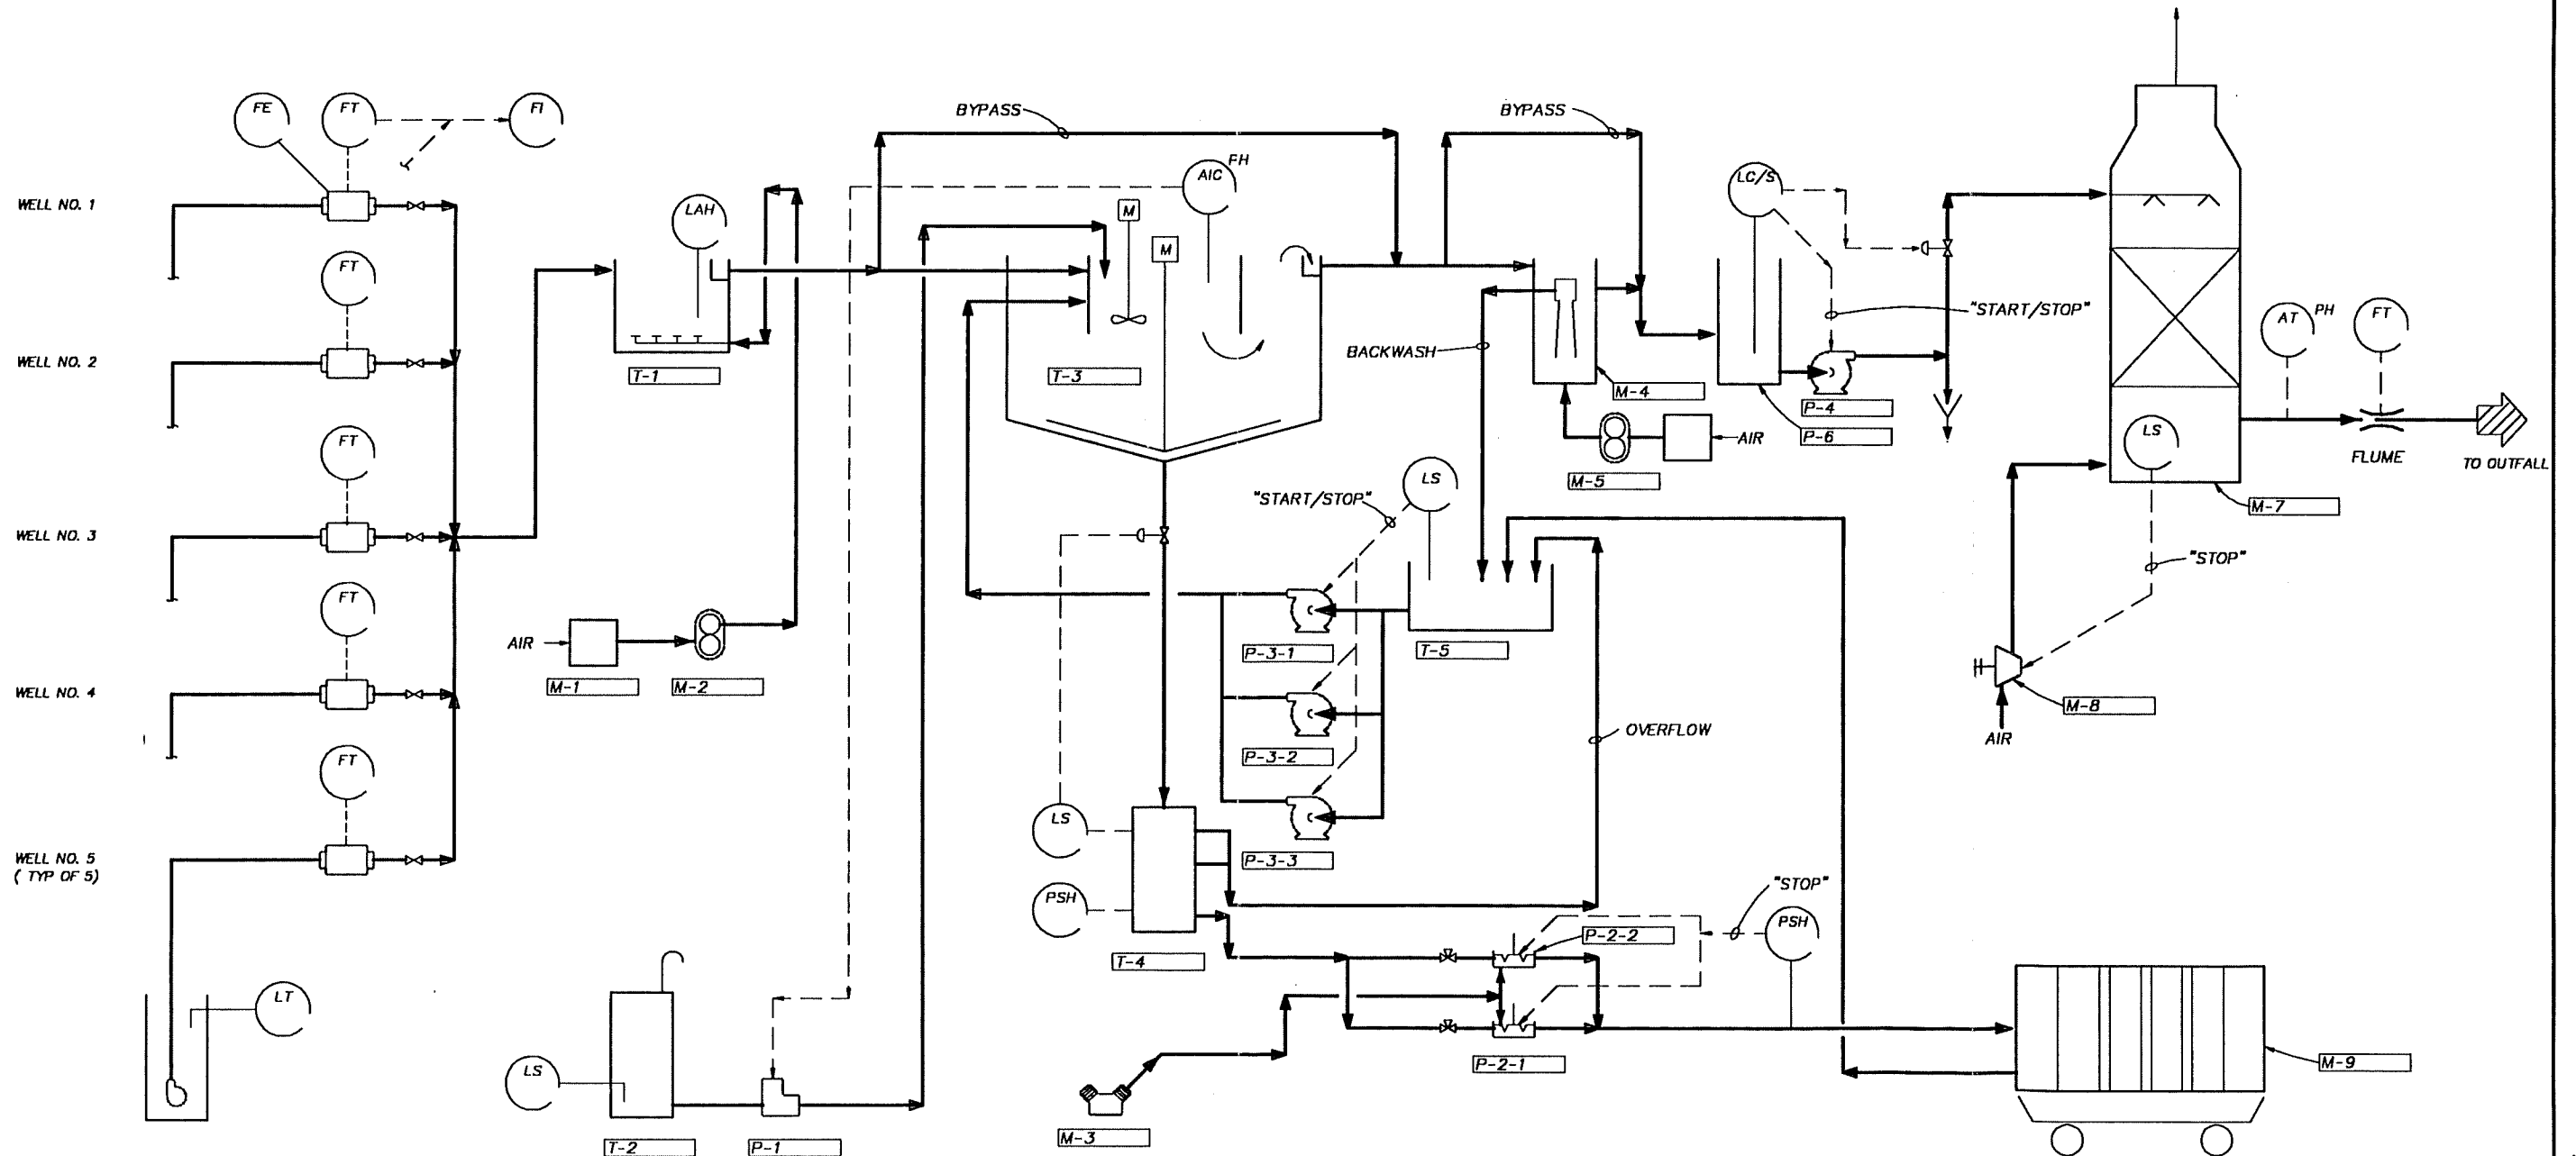 FE
FT
FI
BYPASS
BYPASS
AIC
FH
LC/S
WELL NO. 1
LAH
M
M
FT
"START/STOP"
AT
PH
FT
BACKWASH
WELL NO. 2
T-1
T-3
M-4
P-4
P-6
FT
AIR
M-5
LS
FLUME
TO OUTFALL
LS
"START/STOP"
M-7
WELL NO. 3
"STOP"
FT
AIR
M-1
M-2
P-3-1
T-5
WELL NO. 4
M-8
AIR
OVERFLOW
P-3-2
FT
LS
P-3-3
WELL NO. 5
( TYP OF 5)
PSH
"STOP"
PSH
P-2-2
T-4
LT
LS
P-2-1
M-9
M-3
T-2
P-1